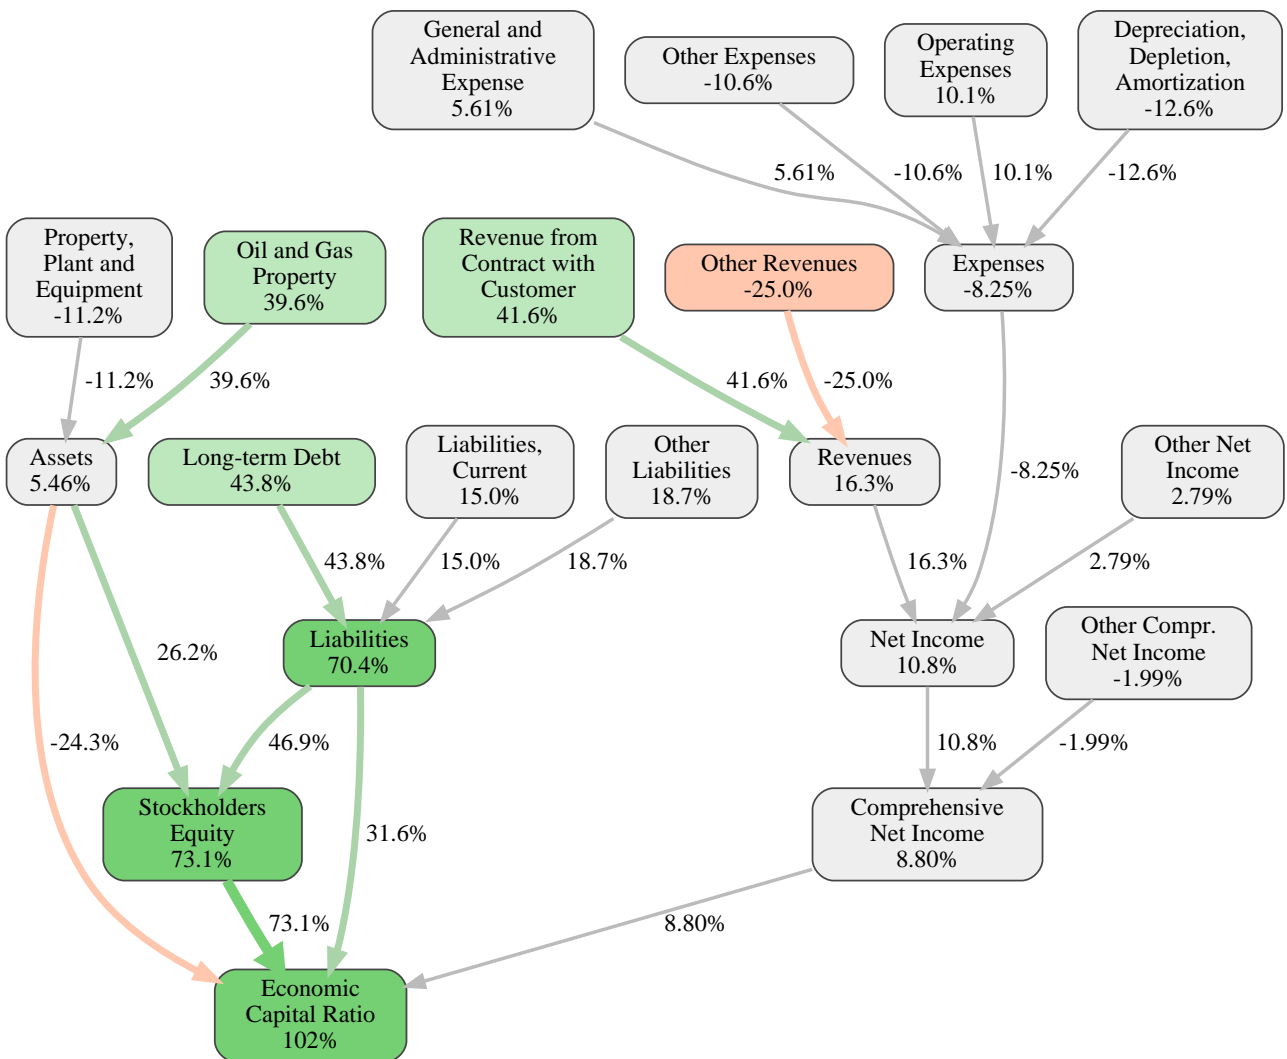 General and
Administrative
Expense
5.61%
Other Expenses
-10.6%
Operating
Expenses
10.1%
Depreciation,
Depletion,
Amortization
-12.6%
5.61%
-10.6%
10.1%
-12.6%
Property,
Plant and
Equipment
-11.2%
Oil and Gas
Property
39.6%
Revenue from
Contract with
Customer
41.6%
Other Revenues
-25.0%
Expenses
-8.25%
-11.2%
39.6%
41.6%
-25.0%
-8.25%
Assets
5.46%
Long-term Debt
43.8%
Liabilities,
Current
15.0%
Other
Liabilities
18.7%
Revenues
16.3%
Other Net
Income
2.79%
43.8%
15.0%
18.7%
16.3%
2.79%
Liabilities
70.4%
Net Income
10.8%
Other Compr.
Net Income
-1.99%
26.2%
-24.3%
46.9%
10.8%
-1.99%
Stockholders
Equity
73.1%
31.6%
Comprehensive
Net Income
8.80%
73.1%
8.80%
Economic
Capital Ratio
102%